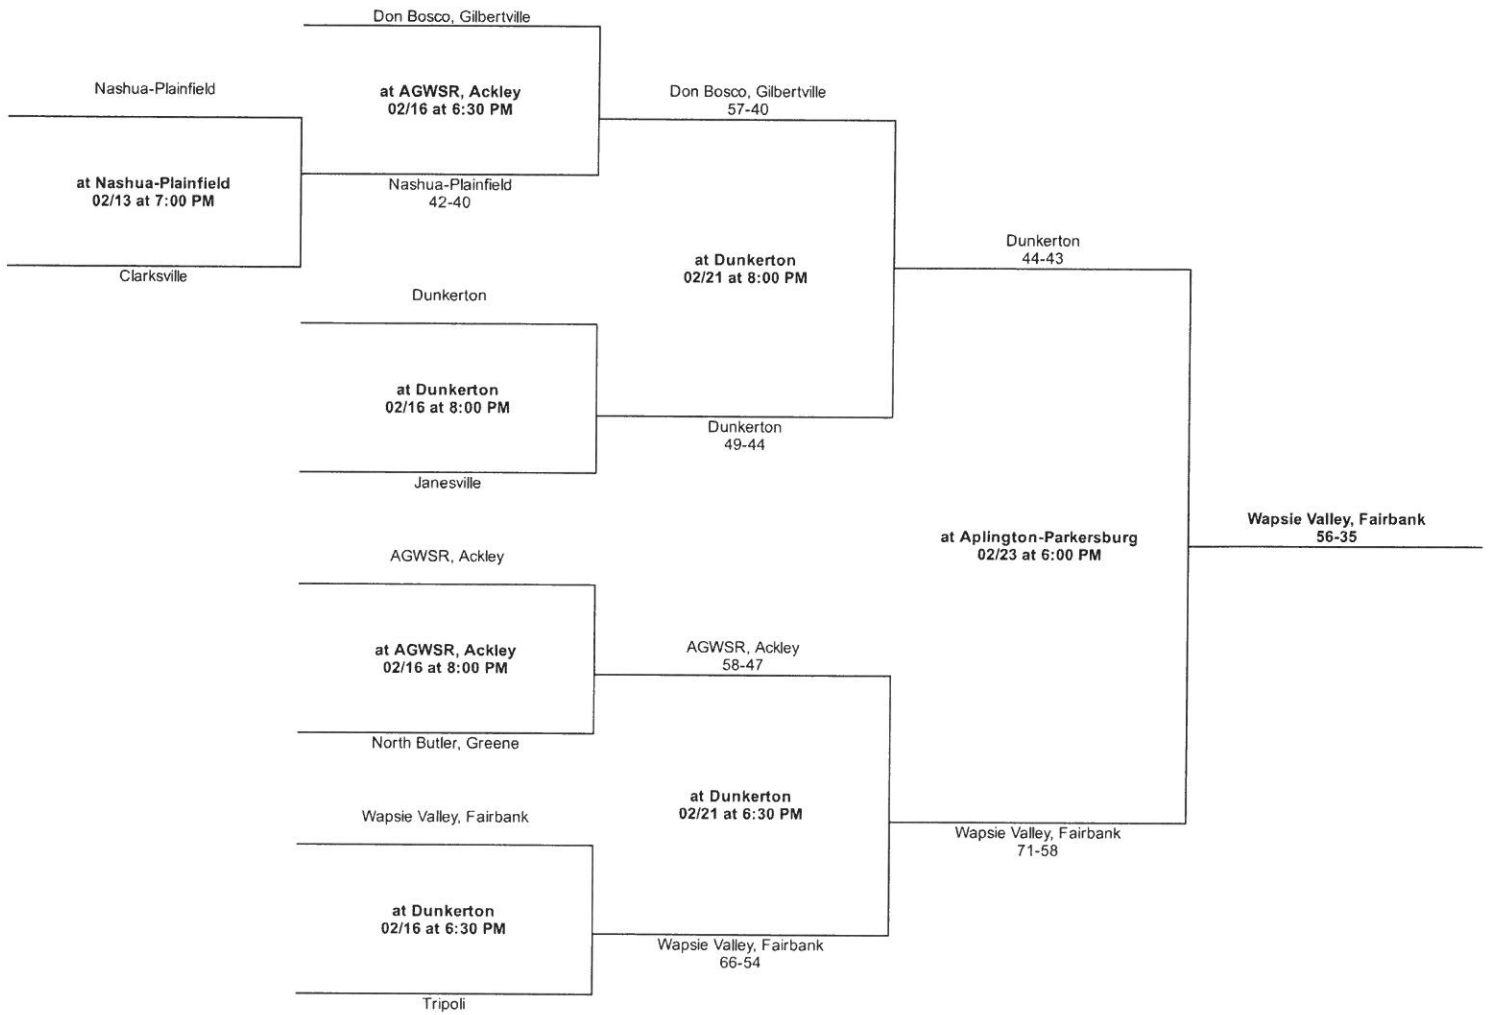 Don Bosco, Gilbertville
at AGWSR, Ackley
02/16 at 6:30 PM
Nashua-Plainfield
at Nashua-Plainfield
02/13 at 7:00 PM
Clarksville
Nashua-Plainfield
42-40
Don Bosco, Gilbertville
57-40
at Dunkerton
02/21 at 8:00 PM
Dunkerton
at Dunkerton
02/16 at 8:00 PM
Janesville
Dunkerton
49-44
Dunkerton
44-43
at Aplington-Parkersburg
02/23 at 6:00 PM
Wapsie Valley, Fairbank
56-35
AGWSR, Ackley
at AGWSR, Ackley
02/16 at 8:00 PM
North Butler, Greene
AGWSR, Ackley
58-47
at Dunkerton
02/21 at 6:30 PM
Wapsie Valley, Fairbank
71-58
Wapsie Valley, Fairbank
at Dunkerton
02/16 at 6:30 PM
Tripoli
Wapsie Valley, Fairbank
66-54